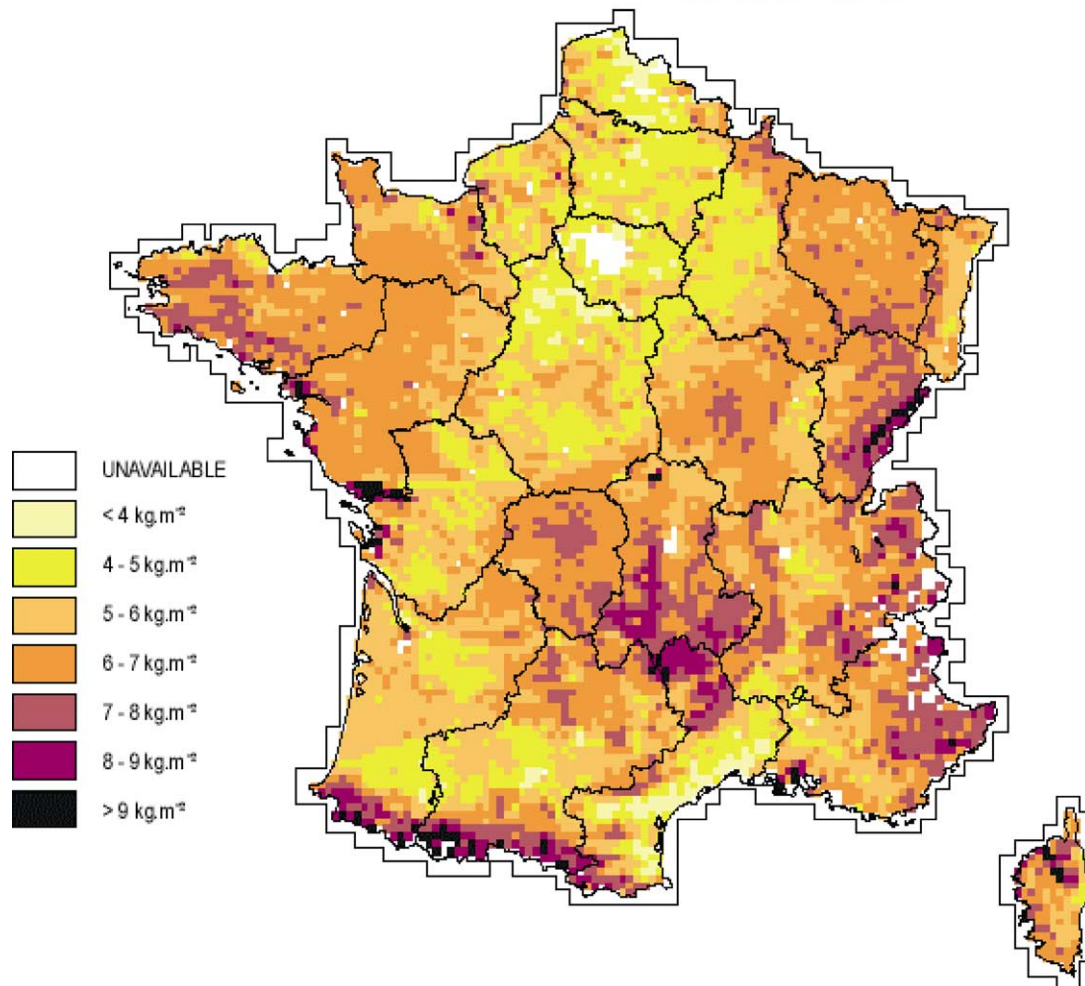 UNAVAILABLE
< 4 kg.m⁻²
4 - 5 kg.m⁻²
5 - 6 kg.m⁻²
6 - 7 kg.m⁻²
7 - 8 kg.m⁻²
8 - 9 kg.m⁻²
> 9 kg.m⁻²